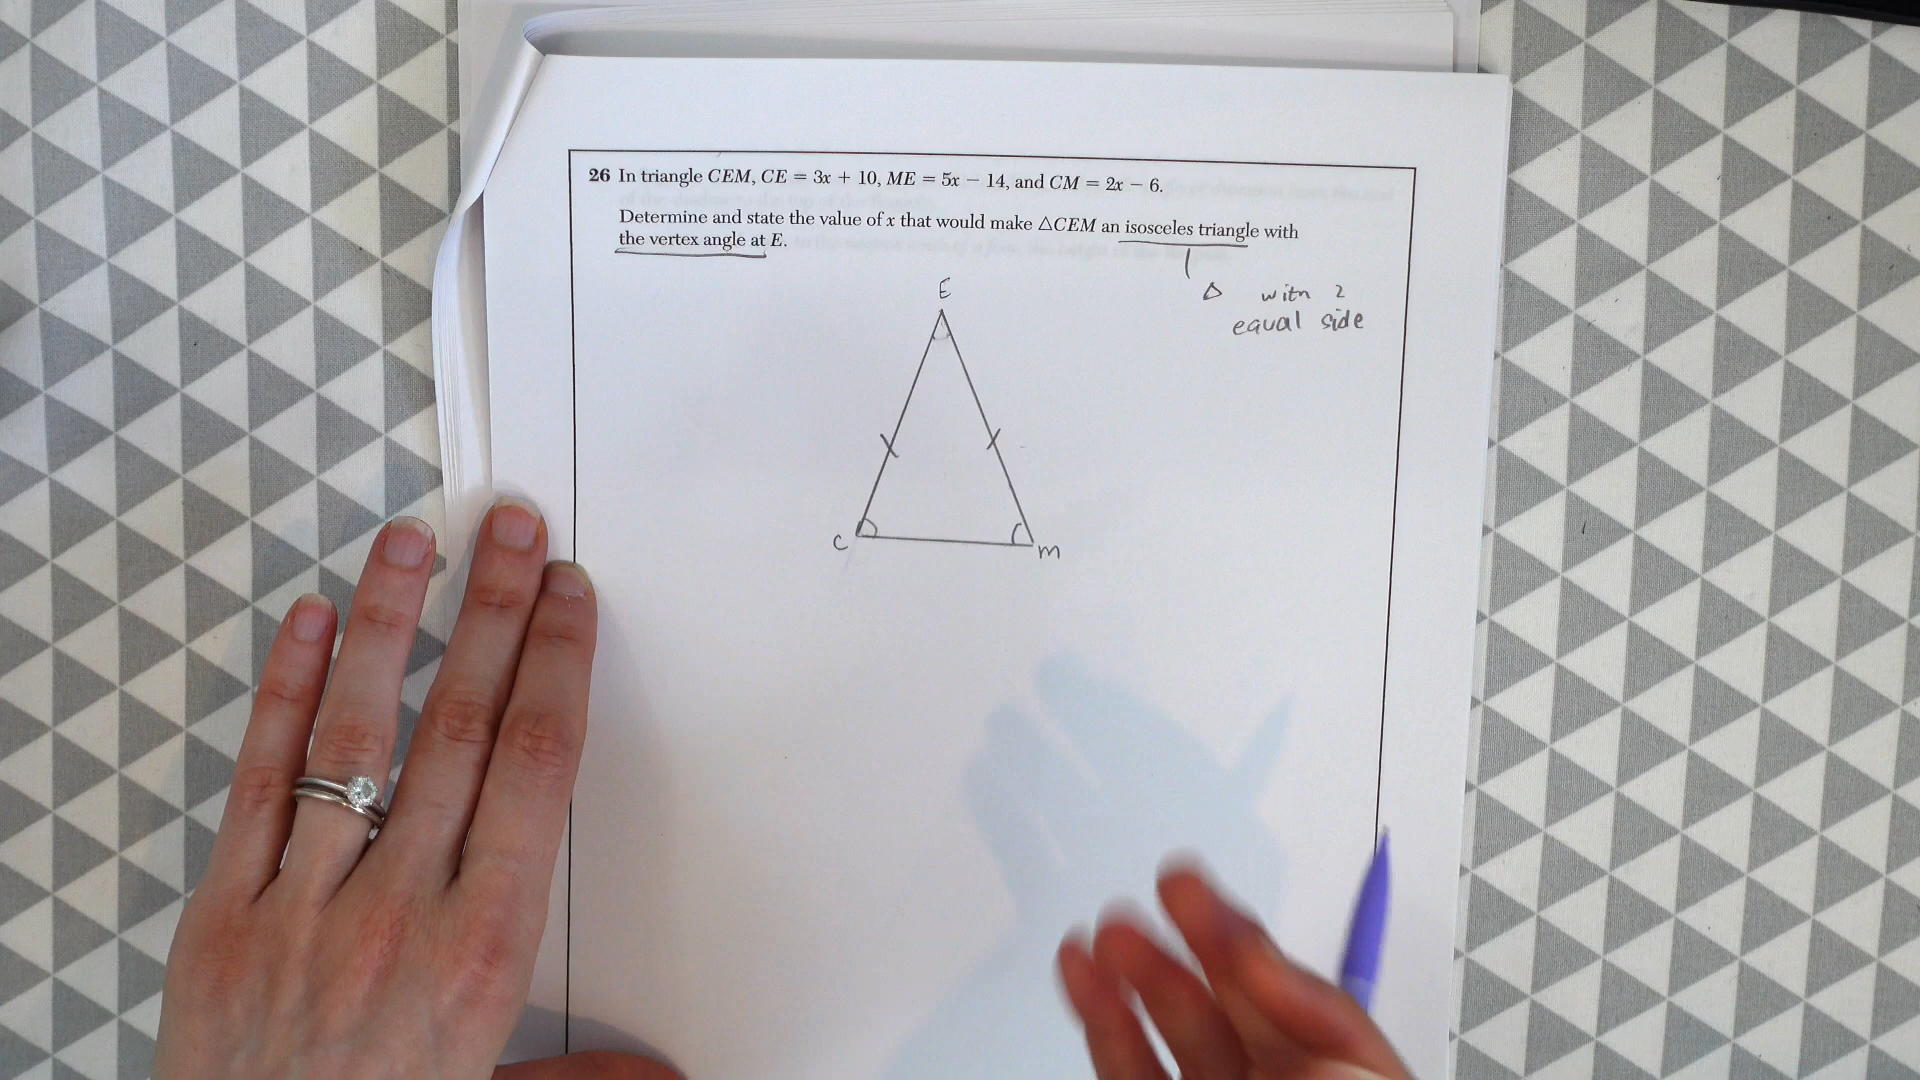 26 In triangle CEM, CE = 3x + 10, ME = 5x − 14, and CM = 2x − 6.
Determine and state the value of x that would make △CEM an isosceles triangle with
the vertex angle at E.
E
△ with 2
equal side
C
m